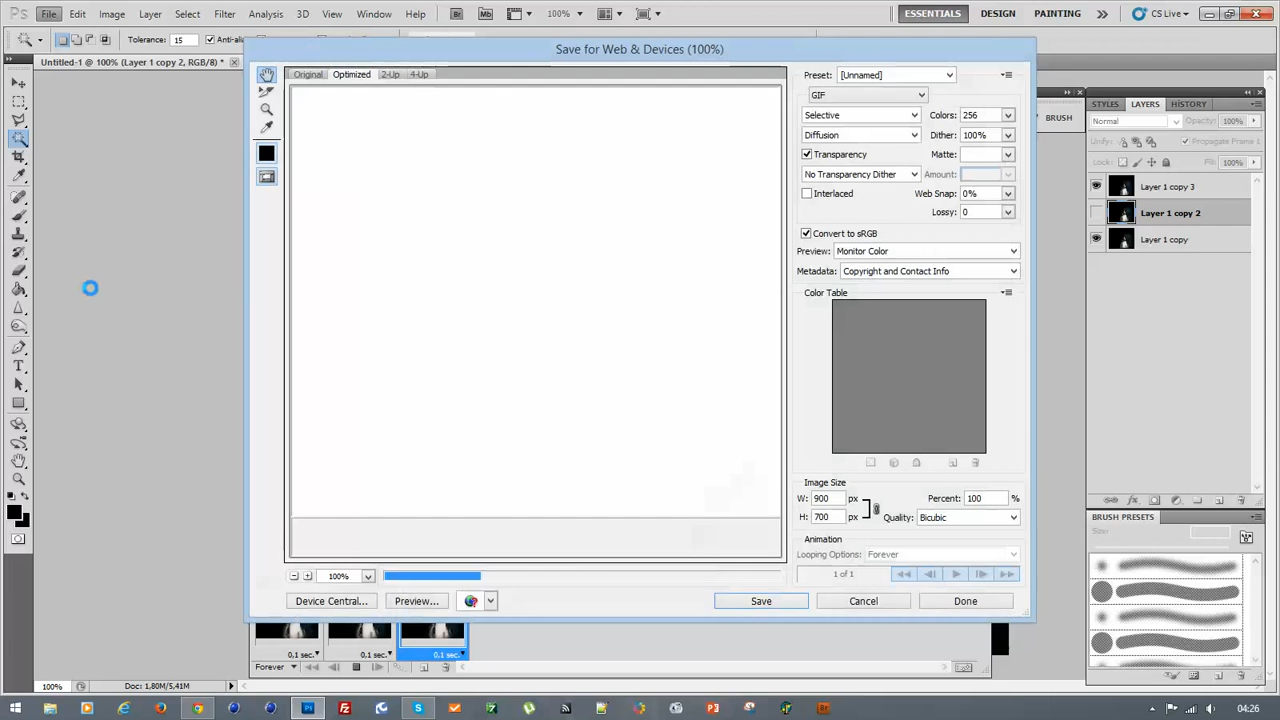 Ps File Edit Image Layer Select Filter Analysis 3D View Window Help Br Mb 100% ESSENTIALS DESIGN PAINTING CS Live
Tolerance: 15
Untitled-1 @ 100% (Layer 1 copy 2, RGB/8) *
Save for Web & Devices (100%)
Original Optimized 2-Up 4-Up
Preset: [Unnamed]
GIF
Selective Colors: 256
Diffusion Dither: 100%
Transparency Matte:
No Transparency Dither Amount:
Interlaced Web Snap: 0%
Lossy: 0
Convert to sRGB
Preview: Monitor Color
Metadata: Copyright and Contact Info
Color Table
Image Size
W: 900 px Percent: 100 %
H: 700 px Quality: Bicubic
Animation
Looping Options: Forever
1 of 1
100%
Device Central... Preview... Save Cancel Done
BRUSH
STYLES LAYERS HISTORY
Normal Opacity: 100%
Unify: Propagate Frame 1
Lock: Fill: 100%
Layer 1 copy 3
Layer 1 copy 2
Layer 1 copy
BRUSH PRESETS
Size:
0,1 sec. 0,1 sec. 0,1 sec.
Forever
100% Doc: 1,80M/5,41M
04:26